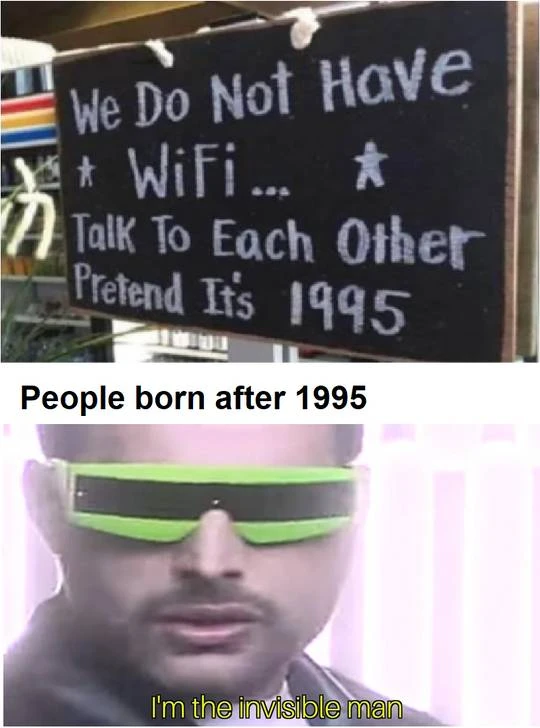 We Do Not Have
WiFi...
Talk To Each Other
Pretend It's 1995
People born after 1995
I'm the invisible man